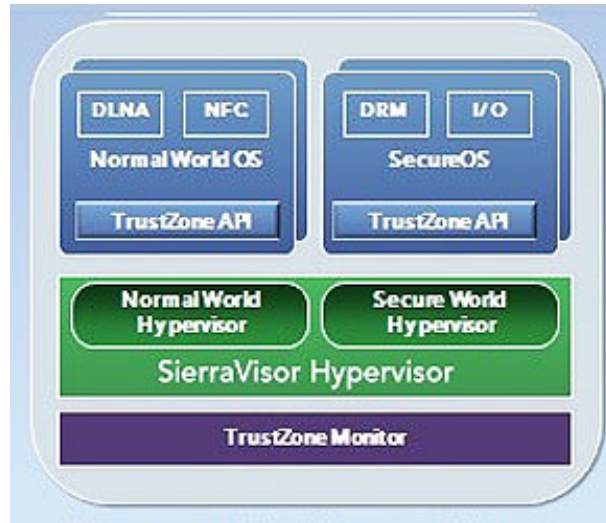 DLNA NFC
Normal World OS
TrustZone API
DRM I/O
SecureOS
TrustZone API
Normal World
Hypervisor
Secure World
Hypervisor
SierraVisor Hypervisor
TrustZone Monitor